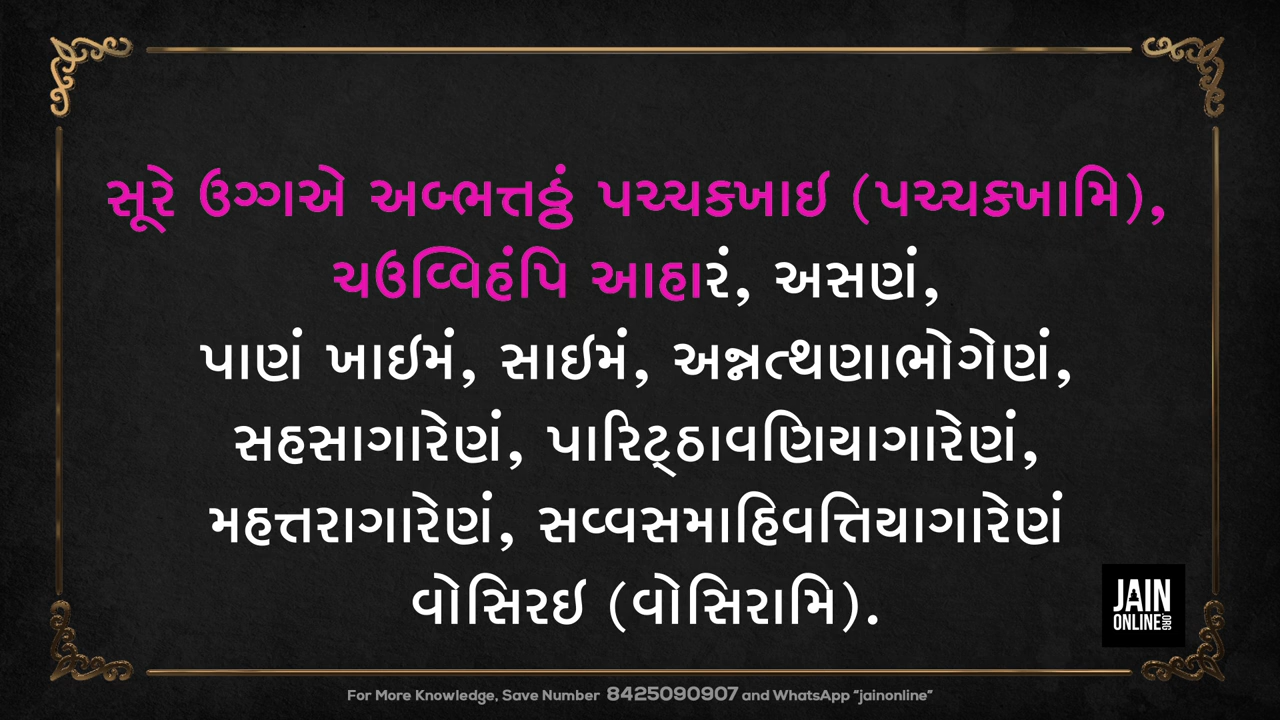 સૂરે ઉગ્ગએ અબ્ભત્તઠ્ઠં પચ્ચક્ખાઇ (પચ્ચક્ખામિ),
ચઉવ્વિહંપિ આહારં, અસણં,
પાણં ખાઇમં, સાઇમં, અન્નત્થણાભોગેણં,
સહસાગારેણં, પારિટ્ઠાવણિયાગારેણં,
મહત્તરાગારેણં, સવ્વસમાહિવત્તિયાગારેણં
વોસિરઇ (વોસિરામિ).
JAIN
ONLINE.ORG
For More Knowledge, Save Number 8425090907 and WhatsApp "jainonline"